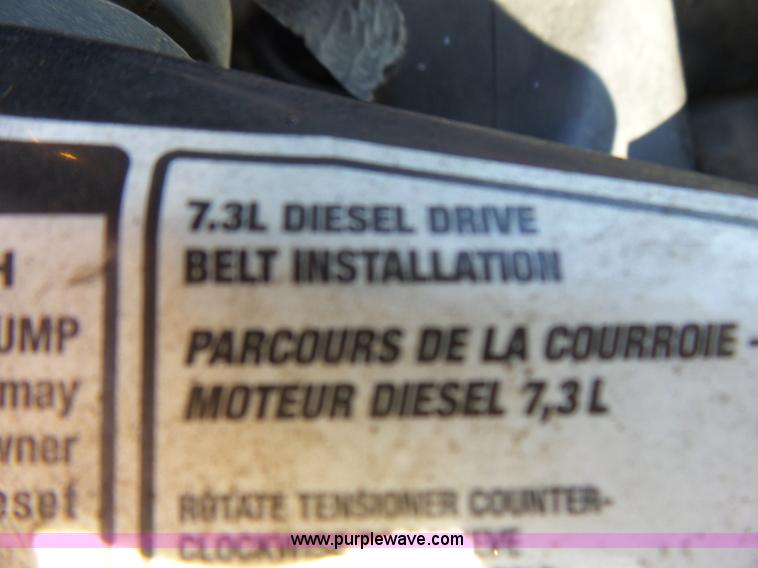 7.3L DIESEL DRIVE
BELT INSTALLATION
PARCOURS DE LA COURROIE -
MOTEUR DIESEL 7,3 L
ROTATE TENSIONER COUNTER-
H
UMP
may
wner
eset
www.purplewave.com